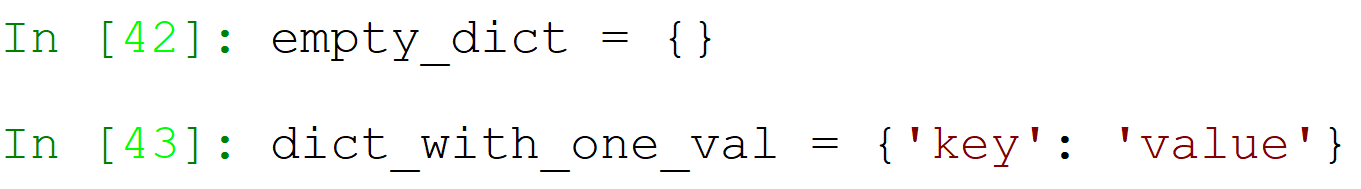 In [42]: empty_dict = {}
In [43]: dict_with_one_val = {'key': 'value'}